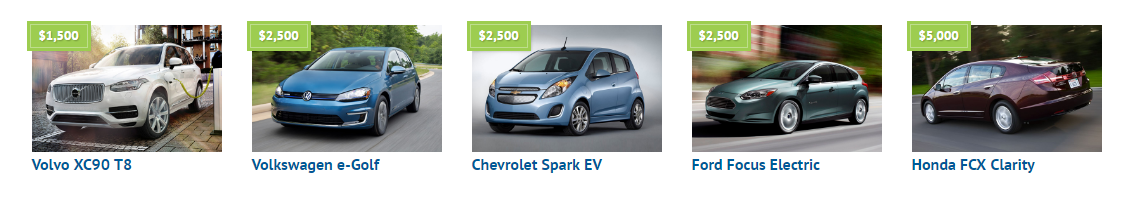 $1,500
$2,500
$2,500
$2,500
$5,000
Volvo XC90 T8
Volkswagen e-Golf
Chevrolet Spark EV
Ford Focus Electric
Honda FCX Clarity